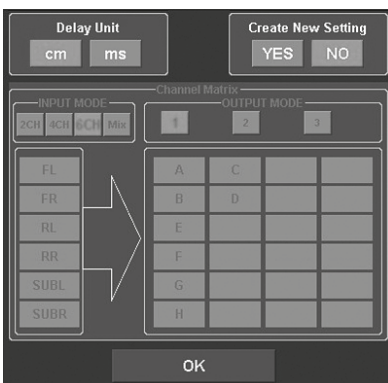 Delay Unit
cm ms
Create New Setting
YES NO
Channel Matrix
INPUT MODE
2CH 4CH 6CH Mix
OUTPUT MODE
1 2 3
FL
FR
RL
RR
SUBL
SUBR
A C
B D
E
F
G
H
OK